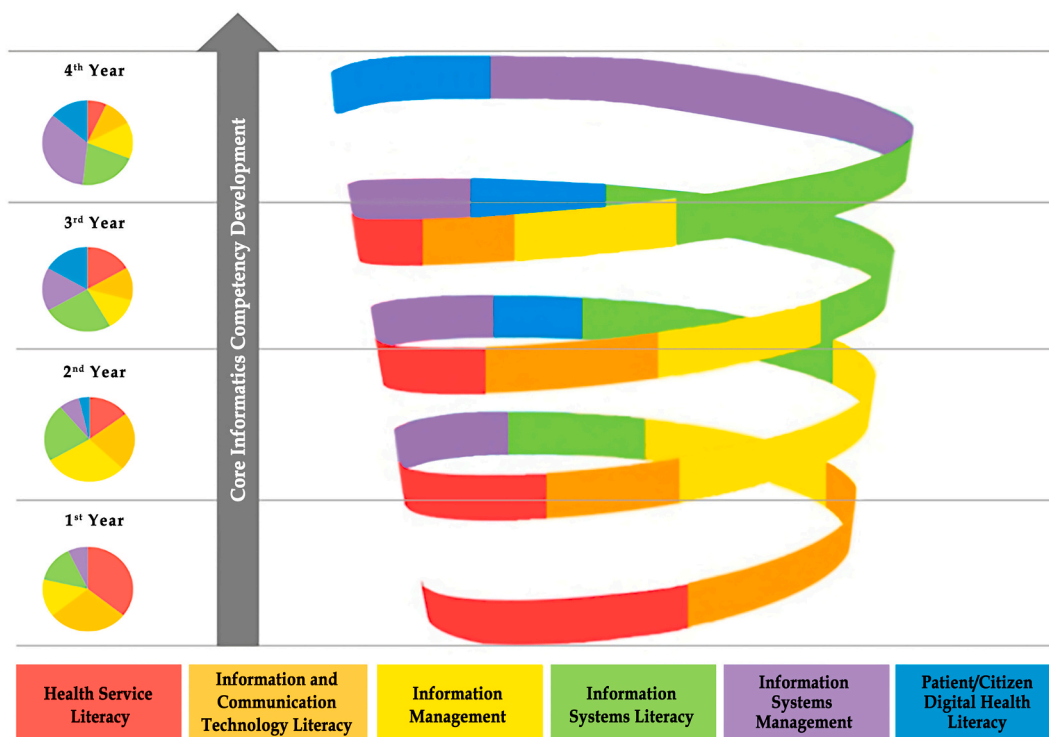 4th Year
3rd Year
2nd Year
1st Year
Core Informatics Competency Development
Health Service
Literacy
Information and
Communication
Technology Literacy
Information
Management
Information
Systems Literacy
Information
Systems
Management
Patient/Citizen
Digital Health
Literacy